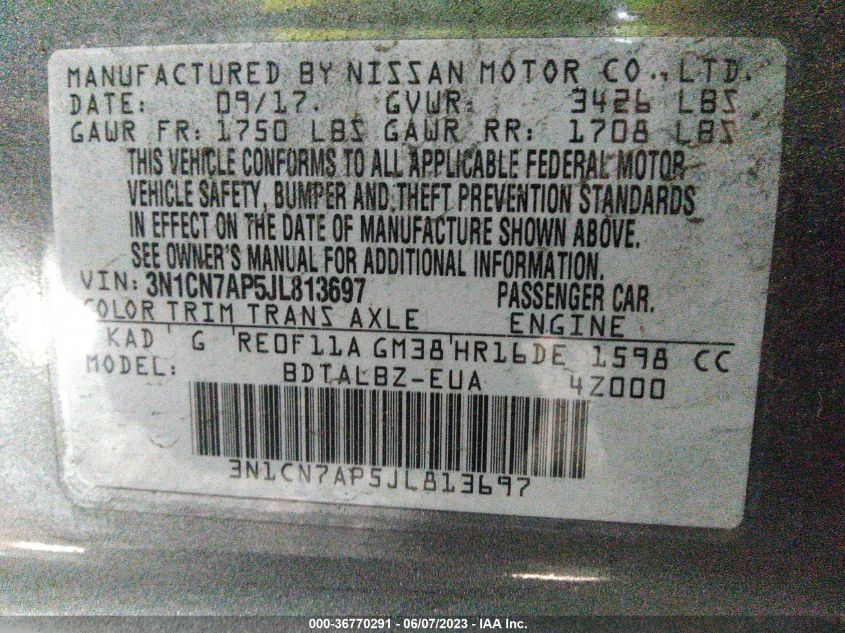 MANUFACTURED BY NISSAN MOTOR CO., LTD.
DATE: 09/17. GVWR: 3426 LBS
GAWR FR: 1750 LBS GAWR RR: 1708 LBS
THIS VEHICLE CONFORMS TO ALL APPLICABLE FEDERAL MOTOR
VEHICLE SAFETY, BUMPER AND THEFT PREVENTION STANDARDS
IN EFFECT ON THE DATE OF MANUFACTURE SHOWN ABOVE.
SEE OWNER'S MANUAL FOR ADDITIONAL INFORMATION.
VIN: 3N1CN7AP5JL813697 PASSENGER CAR.
COLOR TRIM TRANS AXLE ENGINE
KAD G RE0F11A GM38 HR16DE 1598 CC
MODEL: BDTALBZ-EUA 4Z000
3N1CN7AP5JL813697
000-36770291 - 06/07/2023 - IAA Inc.